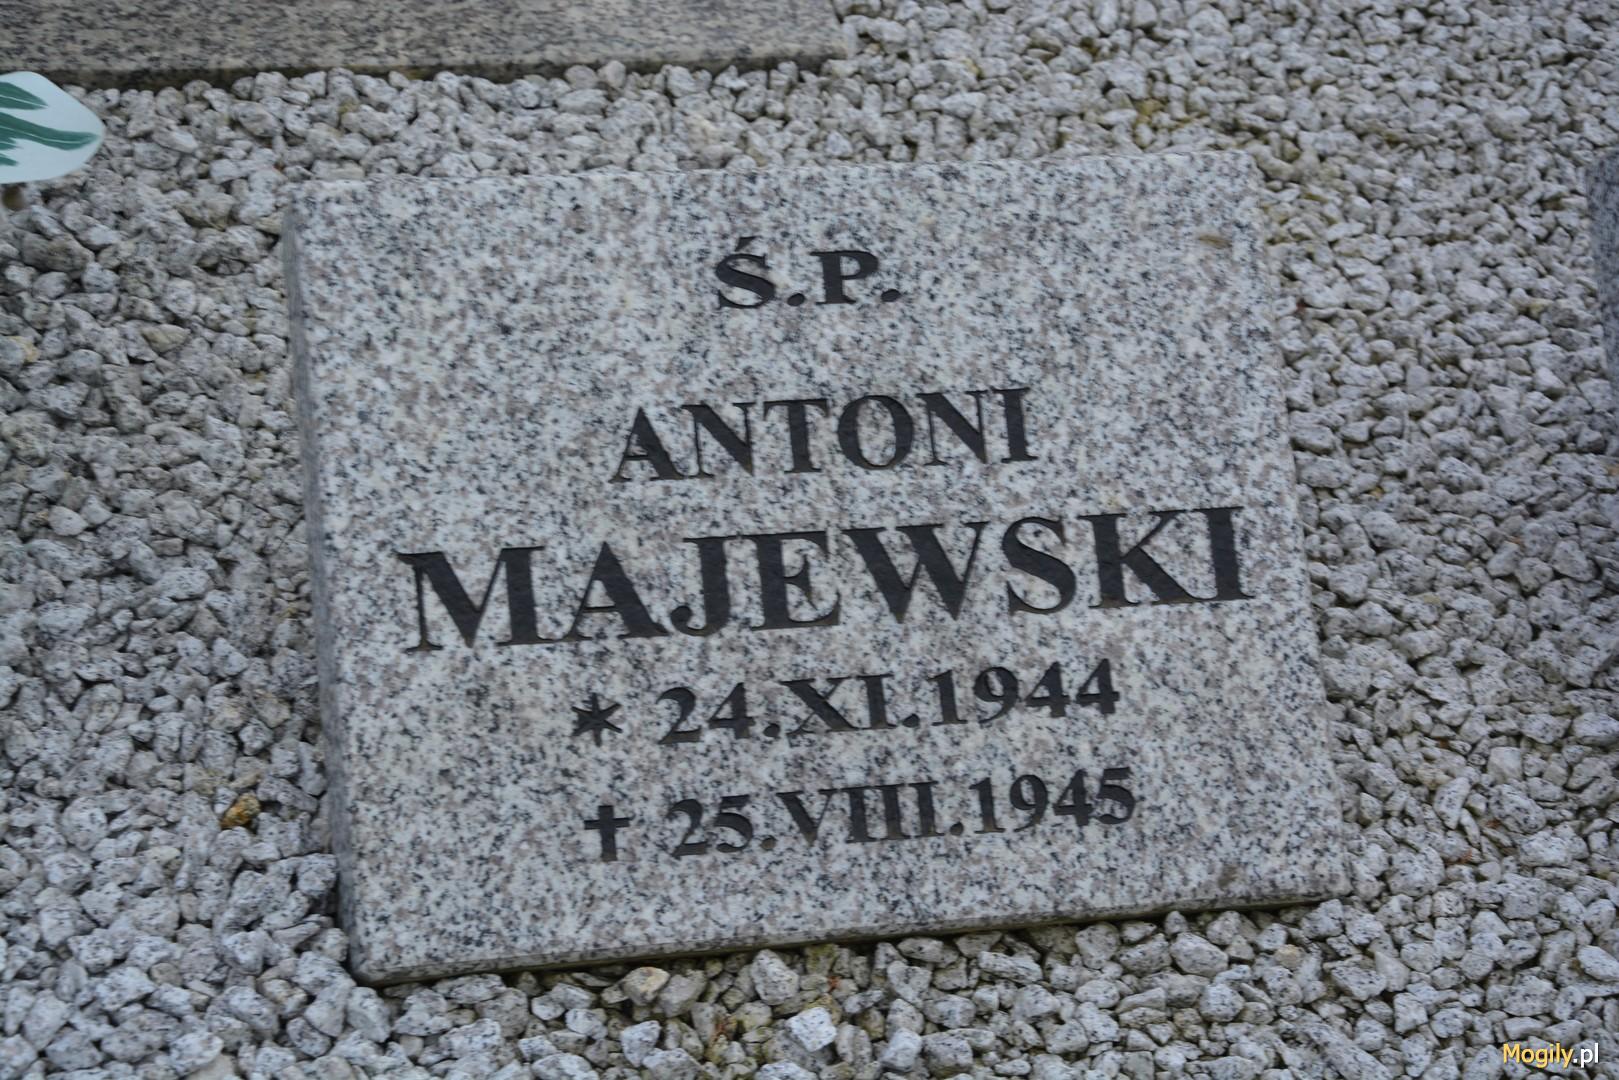 Ś.P.
ANTONI
MAJEWSKI
* 24.XI.1944
✝ 25.VIII.1945
Mogily.pl